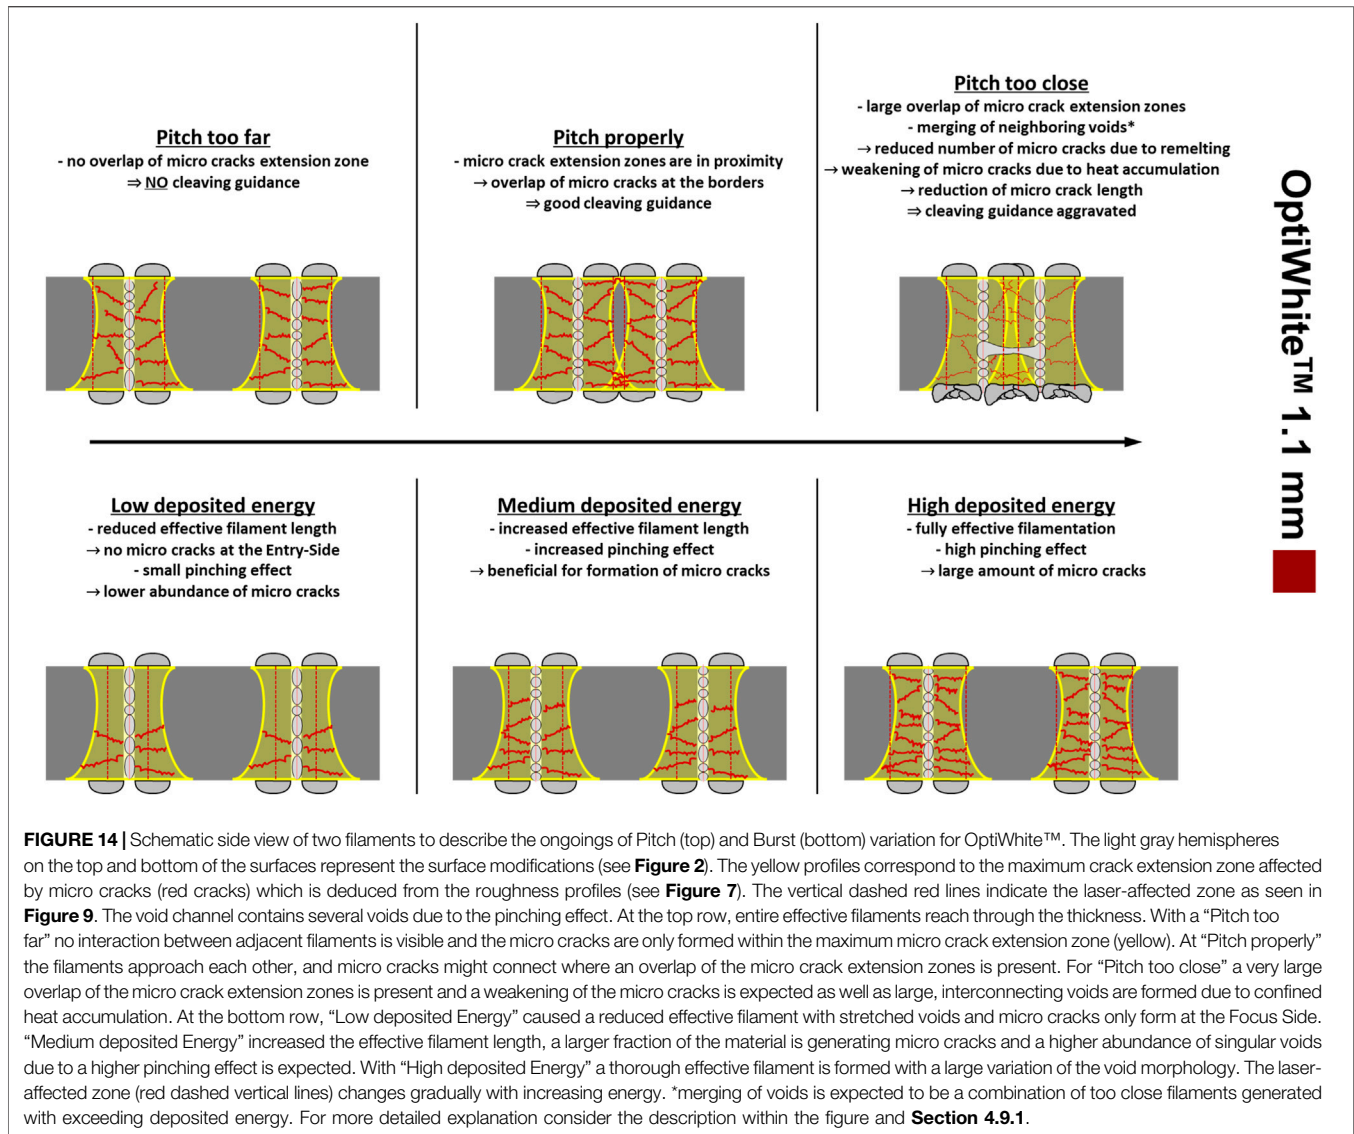 Pitch too far
- no overlap of micro cracks extension zone
⇒ NO cleaving guidance
Pitch properly
- micro crack extension zones are in proximity
→ overlap of micro cracks at the borders
⇒ good cleaving guidance
Pitch too close
- large overlap of micro crack extension zones
- merging of neighboring voids*
→ reduced number of micro cracks due to remelting
→ weakening of micro cracks due to heat accumulation
→ reduction of micro crack length
⇒ cleaving guidance aggravated
OptiWhite™ 1.1 mm
Low deposited energy
- reduced effective filament length
→ no micro cracks at the Entry-Side
- small pinching effect
→ lower abundance of micro cracks
Medium deposited energy
- increased effective filament length
- increased pinching effect
→ beneficial for formation of micro cracks
High deposited energy
- fully effective filamentation
- high pinching effect
→ large amount of micro cracks
FIGURE 14 | Schematic side view of two filaments to describe the ongoings of Pitch (top) and Burst (bottom) variation for OptiWhite™. The light gray hemispheres
on the top and bottom of the surfaces represent the surface modifications (see Figure 2). The yellow profiles correspond to the maximum crack extension zone affected
by micro cracks (red cracks) which is deduced from the roughness profiles (see Figure 7). The vertical dashed red lines indicate the laser-affected zone as seen in
Figure 9. The void channel contains several voids due to the pinching effect. At the top row, entire effective filaments reach through the thickness. With a “Pitch too
far” no interaction between adjacent filaments is visible and the micro cracks are only formed within the maximum micro crack extension zone (yellow). At “Pitch properly”
the filaments approach each other, and micro cracks might connect where an overlap of the micro crack extension zones is present. For “Pitch too close” a very large
overlap of the micro crack extension zones is present and a weakening of the micro cracks is expected as well as large, interconnecting voids are formed due to confined
heat accumulation. At the bottom row, “Low deposited Energy” caused a reduced effective filament with stretched voids and micro cracks only form at the Focus Side.
“Medium deposited Energy” increased the effective filament length, a larger fraction of the material is generating micro cracks and a higher abundance of singular voids
due to a higher pinching effect is expected. With “High deposited Energy” a thorough effective filament is formed with a large variation of the void morphology. The laser-
affected zone (red dashed vertical lines) changes gradually with increasing energy. *merging of voids is expected to be a combination of too close filaments generated
with exceeding deposited energy. For more detailed explanation consider the description within the figure and Section 4.9.1.